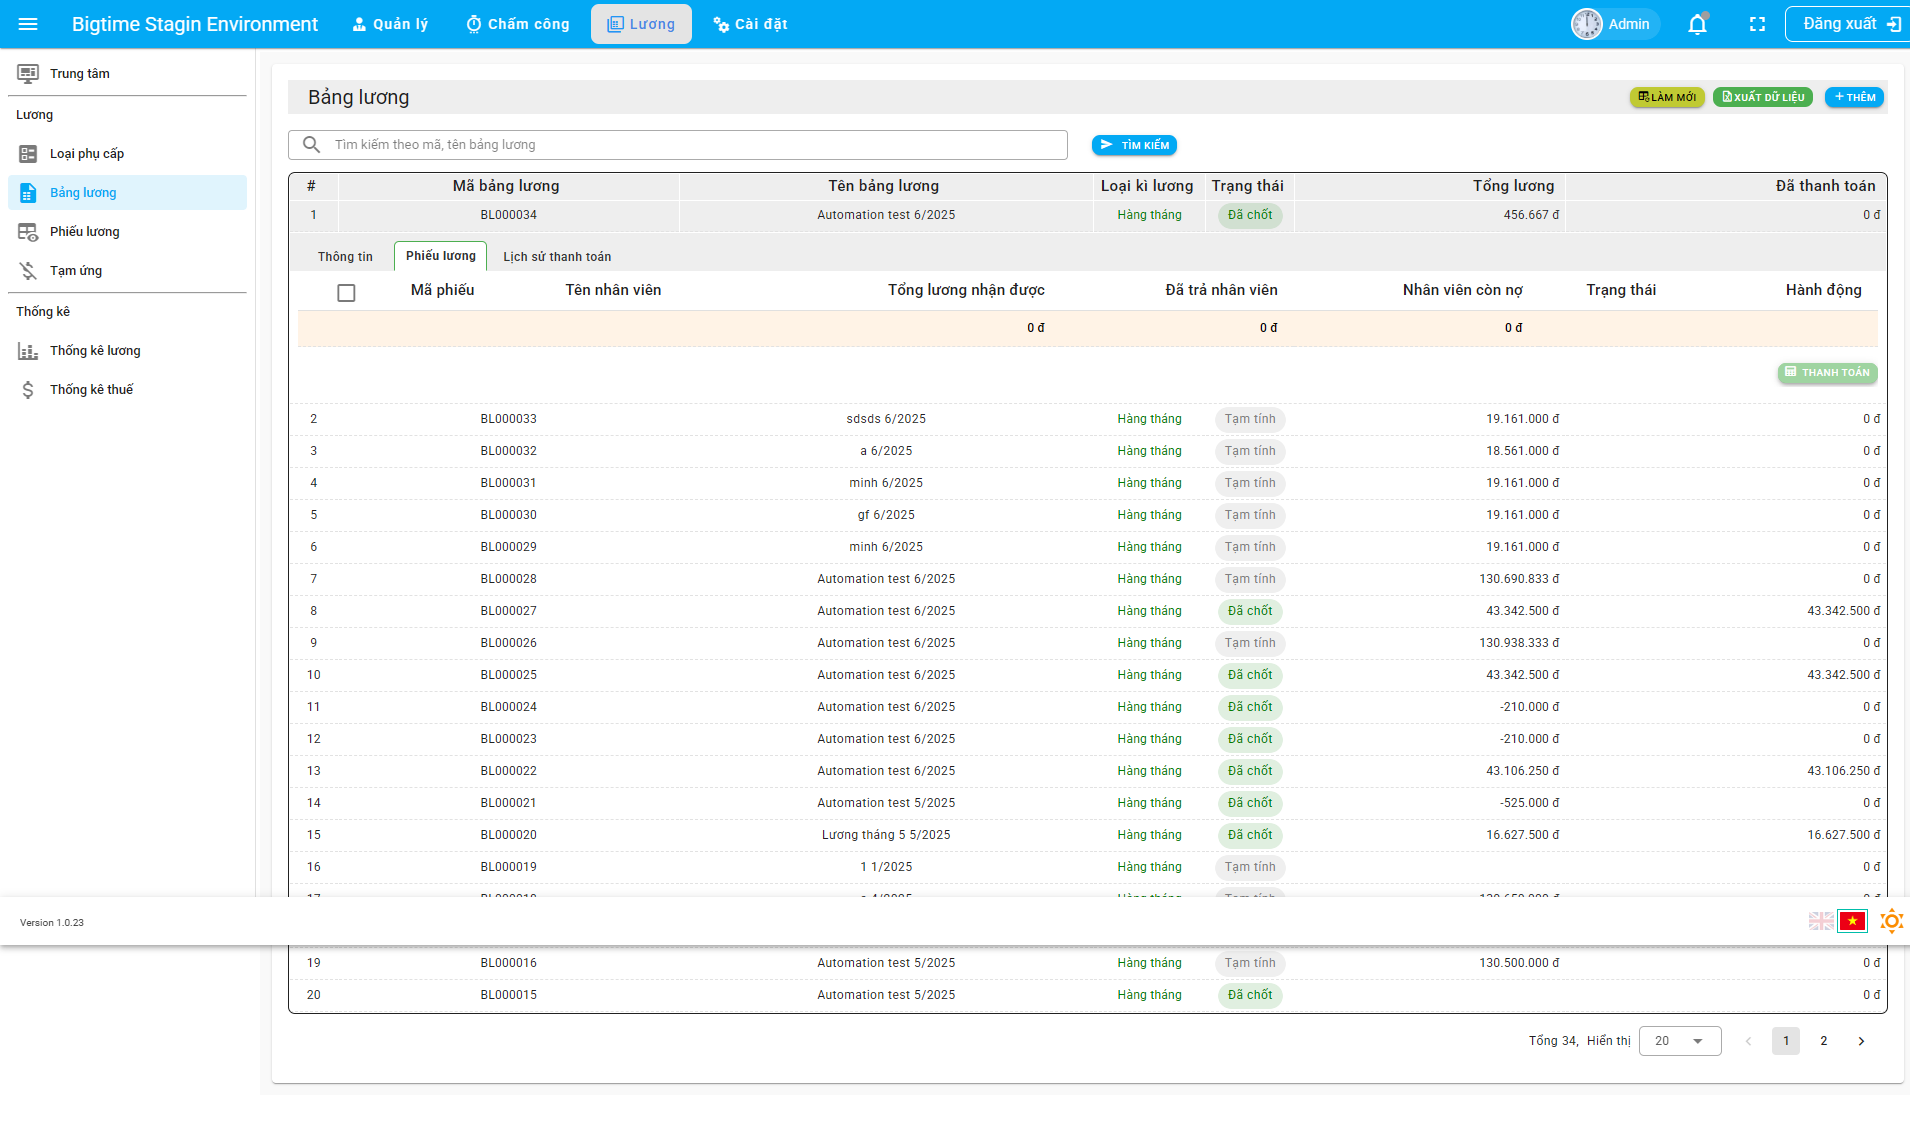 Bigtime Stagin Environment Quản lý Chấm công Lương Cài đặt Admin Đăng xuất
Trung tâm
Lương
Loại phụ cấp
Bảng lương
Phiếu lương
Tạm ứng
Thống kê
Thống kê lương
Thống kê thuế
Bảng lương LÀM MỚI XUẤT DỮ LIỆU THÊM
Tìm kiếm theo mã, tên bảng lương TÌM KIẾM
# Mã bảng lương Tên bảng lương Loại kì lương Trạng thái Tổng lương Đã thanh toán
1 BL000034 Automation test 6/2025 Hàng tháng Đã chốt 456.667 đ 0 đ
Thông tin Phiếu lương Lịch sử thanh toán
Mã phiếu Tên nhân viên Tổng lương nhận được Đã trả nhân viên Nhân viên còn nợ Trạng thái Hành động
0 đ 0 đ 0 đ
THANH TOÁN
2 BL000033 sdsds 6/2025 Hàng tháng Tạm tính 19.161.000 đ 0 đ
3 BL000032 a 6/2025 Hàng tháng Tạm tính 18.561.000 đ 0 đ
4 BL000031 minh 6/2025 Hàng tháng Tạm tính 19.161.000 đ 0 đ
5 BL000030 gf 6/2025 Hàng tháng Tạm tính 19.161.000 đ 0 đ
6 BL000029 minh 6/2025 Hàng tháng Tạm tính 19.161.000 đ 0 đ
7 BL000028 Automation test 6/2025 Hàng tháng Tạm tính 130.690.833 đ 0 đ
8 BL000027 Automation test 6/2025 Hàng tháng Đã chốt 43.342.500 đ 43.342.500 đ
9 BL000026 Automation test 6/2025 Hàng tháng Tạm tính 130.938.333 đ 0 đ
10 BL000025 Automation test 6/2025 Hàng tháng Đã chốt 43.342.500 đ 43.342.500 đ
11 BL000024 Automation test 6/2025 Hàng tháng Đã chốt -210.000 đ 0 đ
12 BL000023 Automation test 6/2025 Hàng tháng Đã chốt -210.000 đ 0 đ
13 BL000022 Automation test 6/2025 Hàng tháng Đã chốt 43.106.250 đ 43.106.250 đ
14 BL000021 Automation test 5/2025 Hàng tháng Đã chốt -525.000 đ 0 đ
15 BL000020 Lương tháng 5 5/2025 Hàng tháng Đã chốt 16.627.500 đ 16.627.500 đ
16 BL000019 1 1/2025 Hàng tháng Tạm tính 0 đ
Version 1.0.23
19 BL000016 Automation test 5/2025 Hàng tháng Tạm tính 130.500.000 đ 0 đ
20 BL000015 Automation test 5/2025 Hàng tháng Đã chốt 0 đ
Tổng 34, Hiển thị 20 1 2